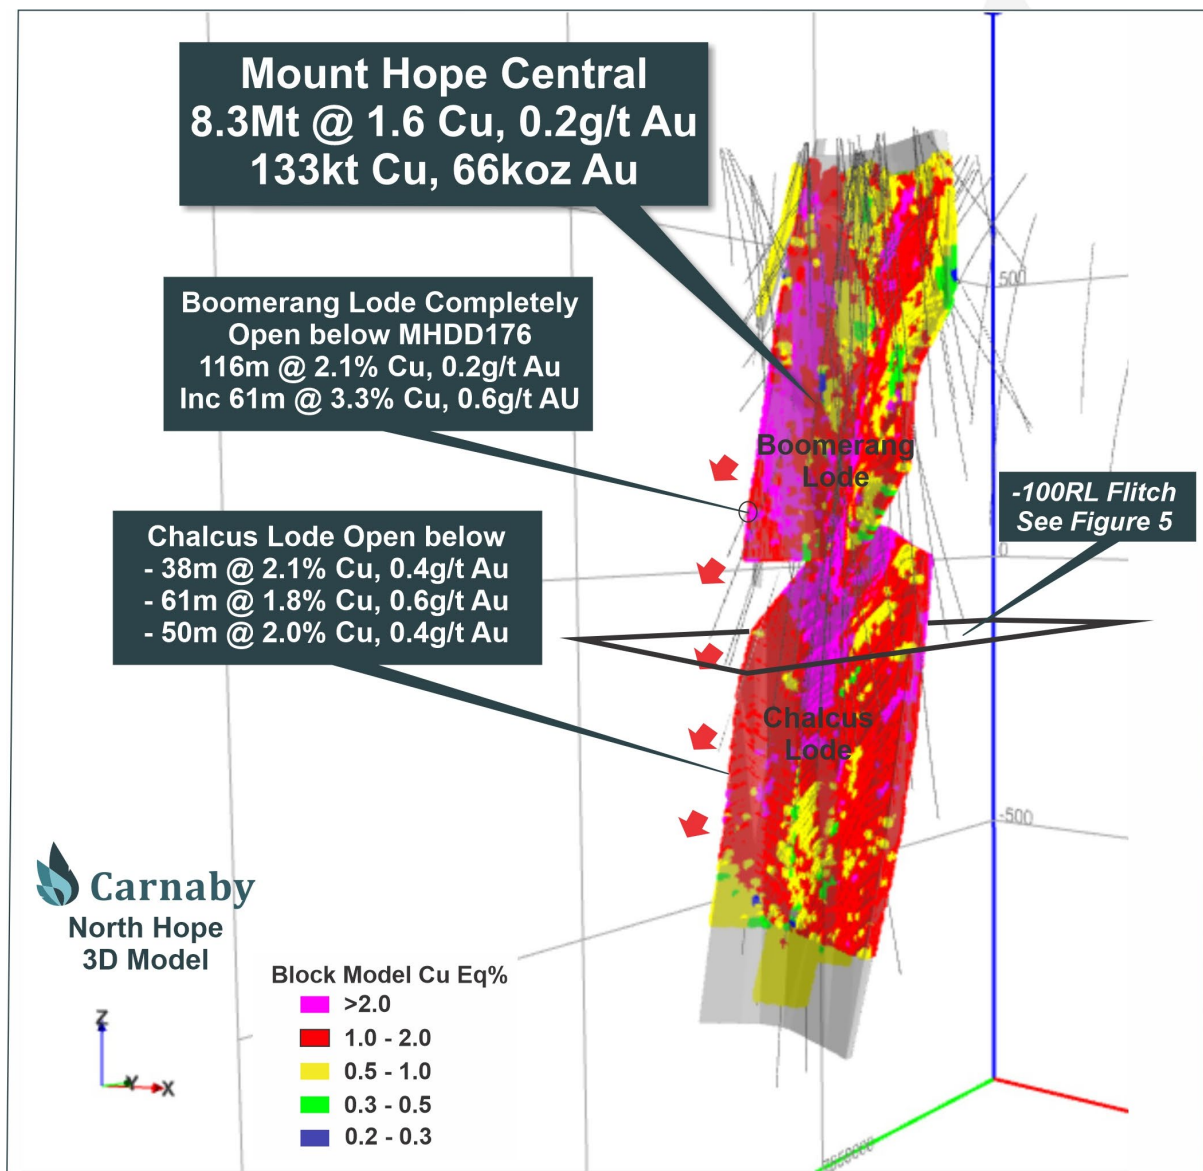 Mount Hope Central
8.3Mt @ 1.6 Cu, 0.2g/t Au
133kt Cu, 66koz Au
Boomerang Lode Completely
Open below MHDD176
116m @ 2.1% Cu, 0.2g/t Au
Inc 61m @ 3.3% Cu, 0.6g/t AU
500
Boomerang
Lode
-100RL Flitch
See Figure 5
Chalcus Lode Open below
- 38m @ 2.1% Cu, 0.4g/t Au
- 61m @ 1.8% Cu, 0.6g/t Au
- 50m @ 2.0% Cu, 0.4g/t Au
0
Chalcus
Lode
-500
Carnaby
North Hope
3D Model
Block Model Cu Eq%
>2.0
1.0 - 2.0
0.5 - 1.0
0.3 - 0.5
0.2 - 0.3
Z
Y
X